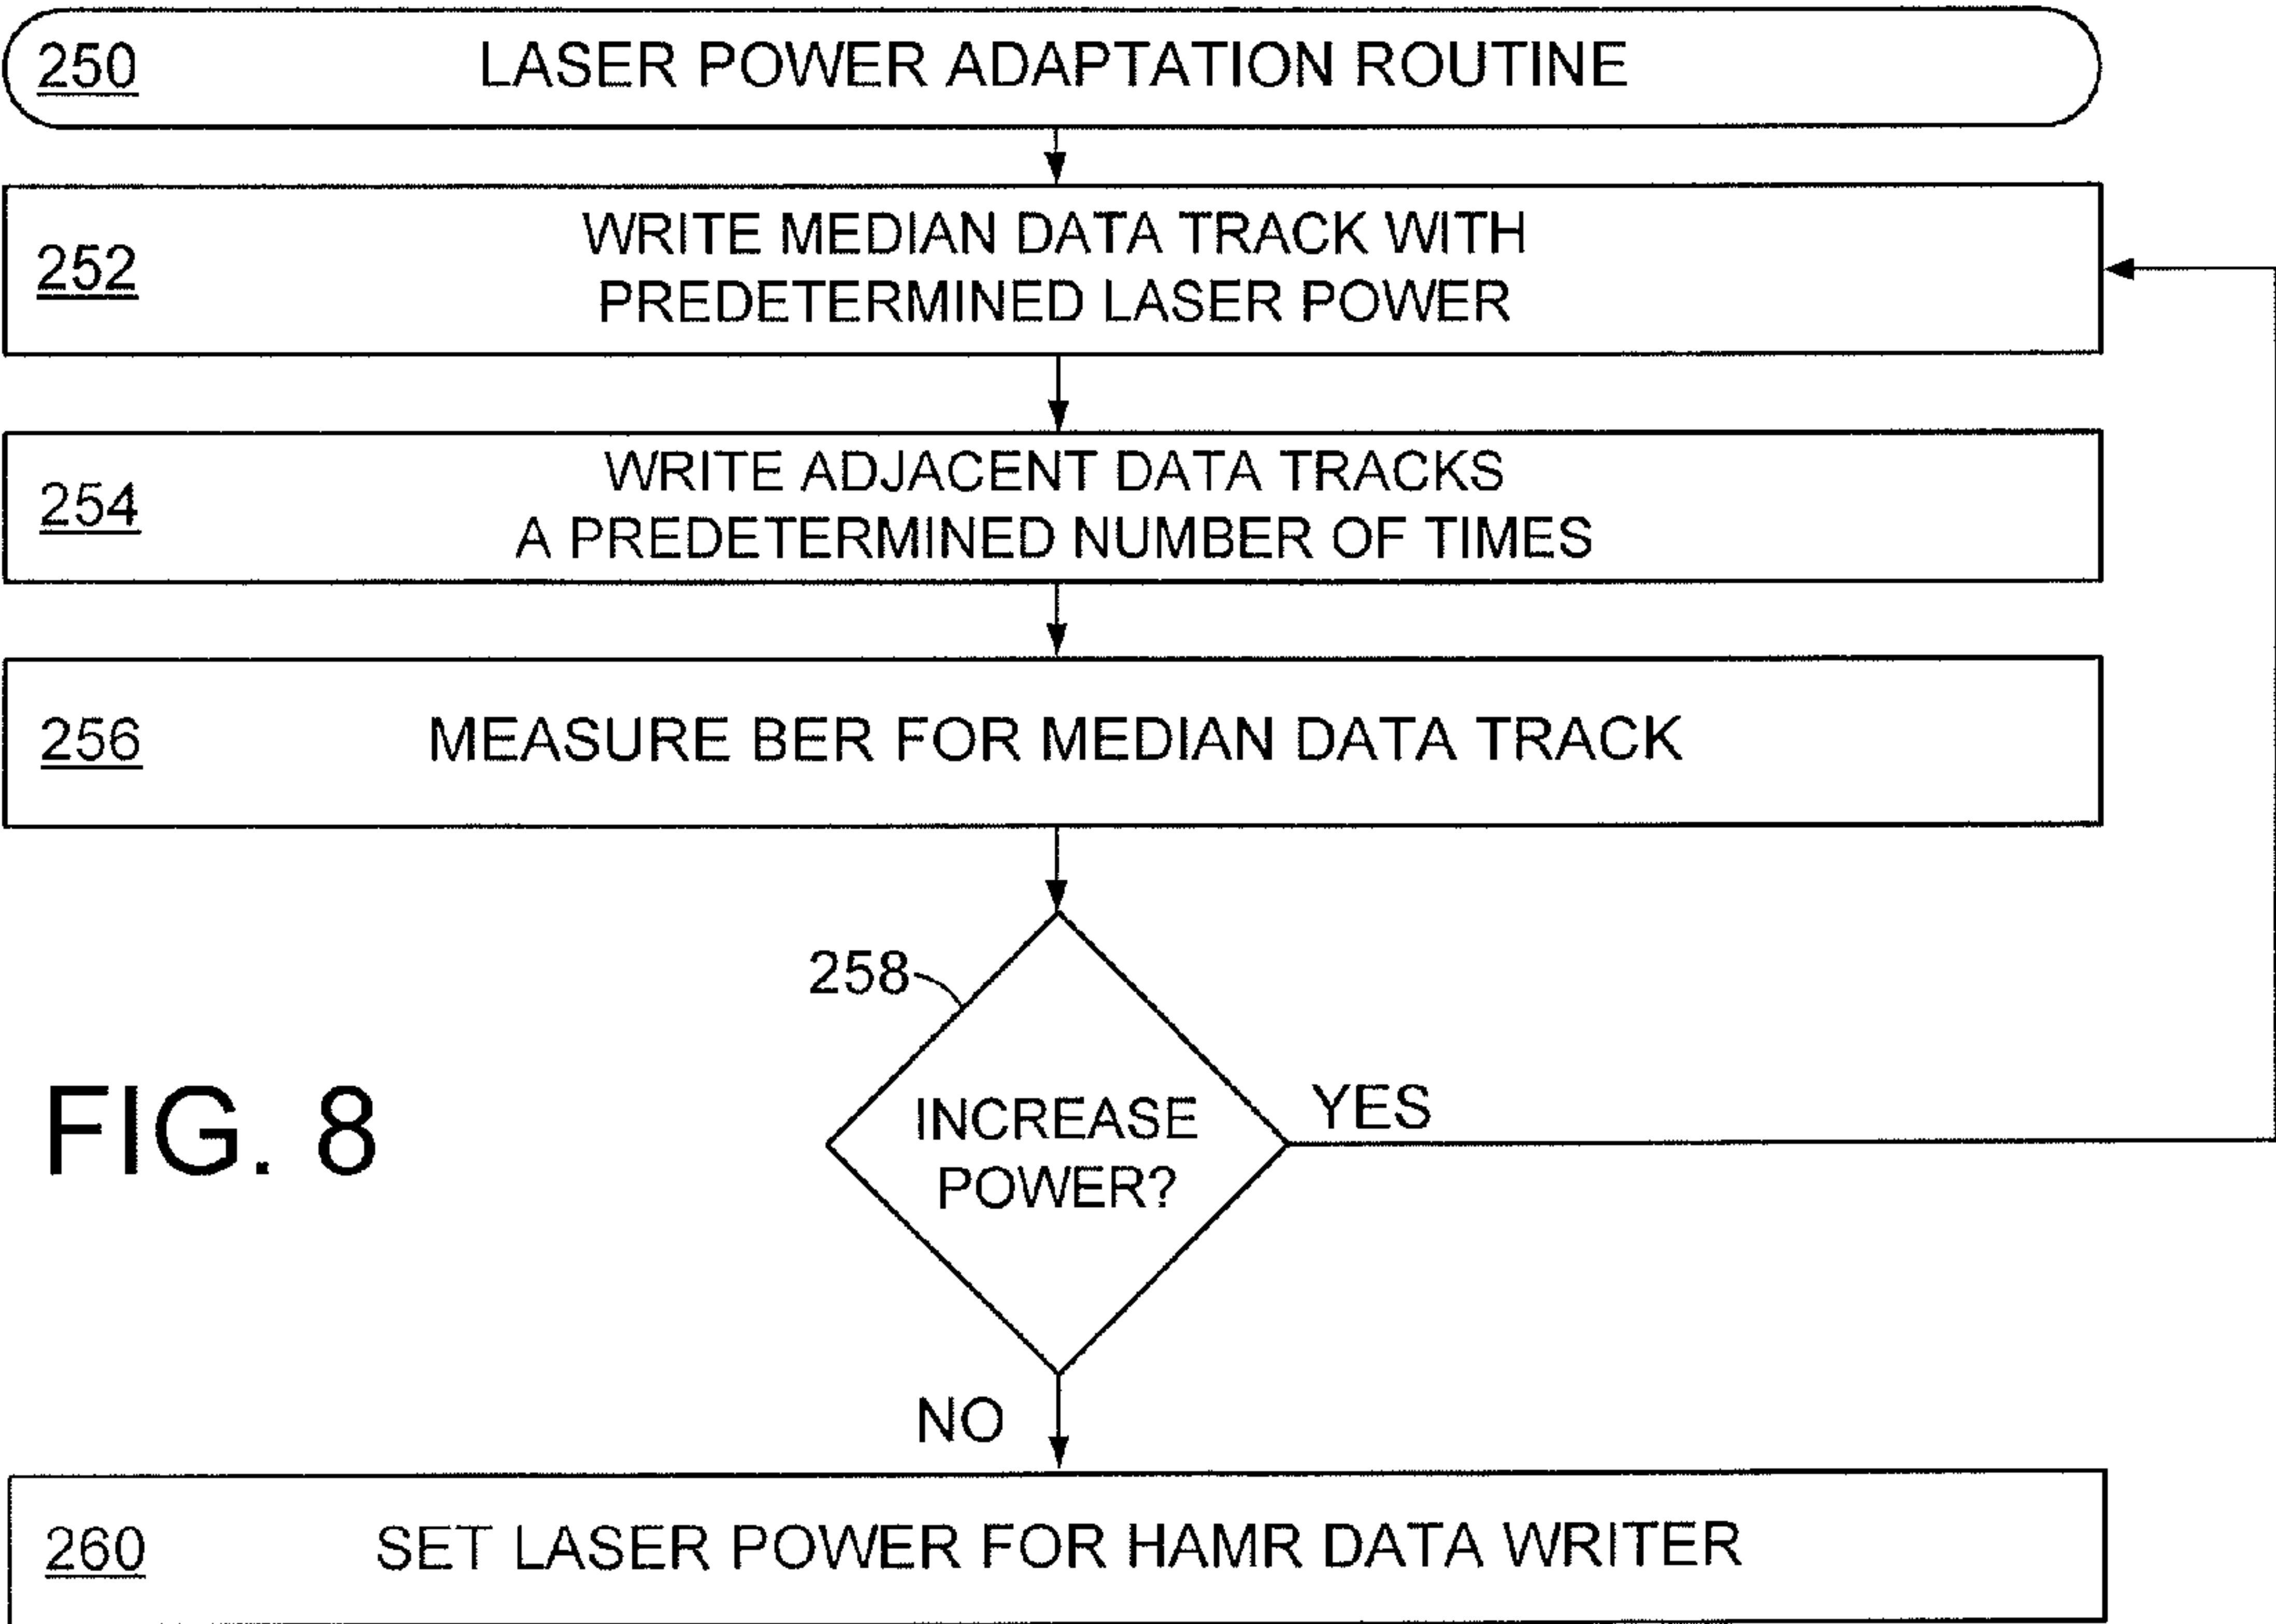 250 LASER POWER ADAPTATION ROUTINE
252 WRITE MEDIAN DATA TRACK WITH
PREDETERMINED LASER POWER
254 WRITE ADJACENT DATA TRACKS
A PREDETERMINED NUMBER OF TIMES
256 MEASURE BER FOR MEDIAN DATA TRACK
258
INCREASE
POWER?
YES
FIG. 8
NO
260 SET LASER POWER FOR HAMR DATA WRITER